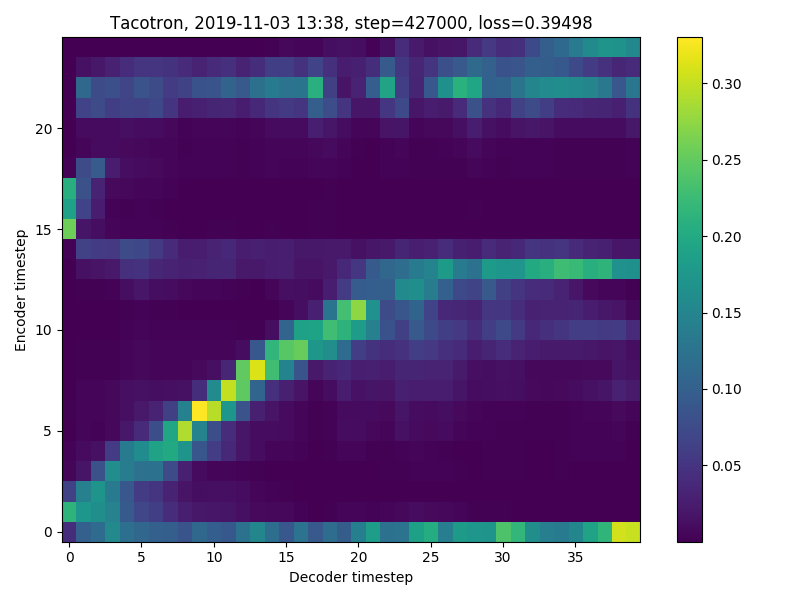 Tacotron, 2019-11-03 13:38, step=427000, loss=0.39498
Encoder timestep
20
15
10
5
0
0 5 10 15 20 25 30 35
Decoder timestep
0.30
0.25
0.20
0.15
0.10
0.05